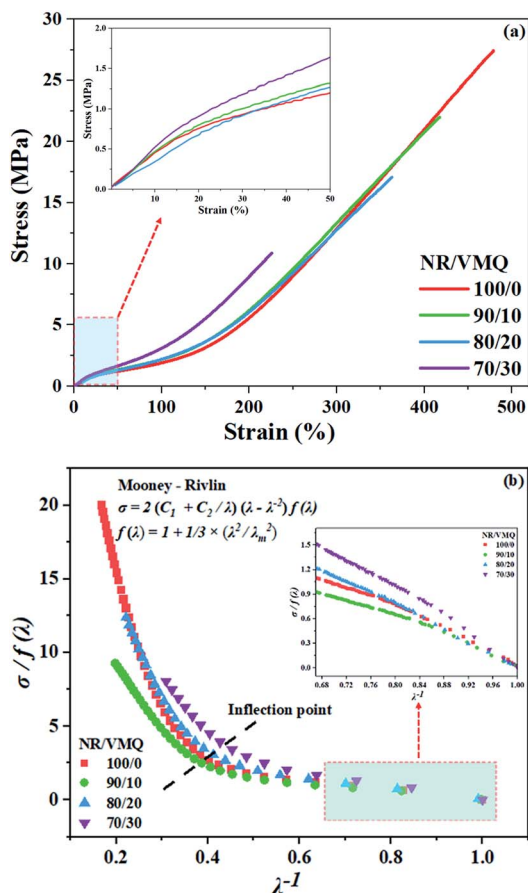 (a)
Stress (MPa)
30
25
20
15
10
5
0
0 100 200 300 400 500
Strain (%)
Stress (MPa)
2.0
1.5
1.0
0.5
0.0
0 10 20 30 40 50
Strain (%)
NR/VMQ
100/0
90/10
80/20
70/30
(b)
Mooney - Rivlin
σ = 2 (C₁ + C₂ / λ) (λ - λ⁻²) f (λ)
f (λ) = 1 + 1/3 × (λ² / λₘ²)
σ / f (λ)
20
15
10
5
0
0.2 0.4 0.6 0.8 1.0
λ⁻¹
NR/VMQ
100/0
90/10
80/20
70/30
Inflection point
σ / f (λ)
1.5
1.2
0.9
0.6
0.3
0.0
0.68 0.72 0.76 0.80 0.84 0.88 0.92 0.96 1.00
λ⁻¹
NR/VMQ
100/0
90/10
80/20
70/30